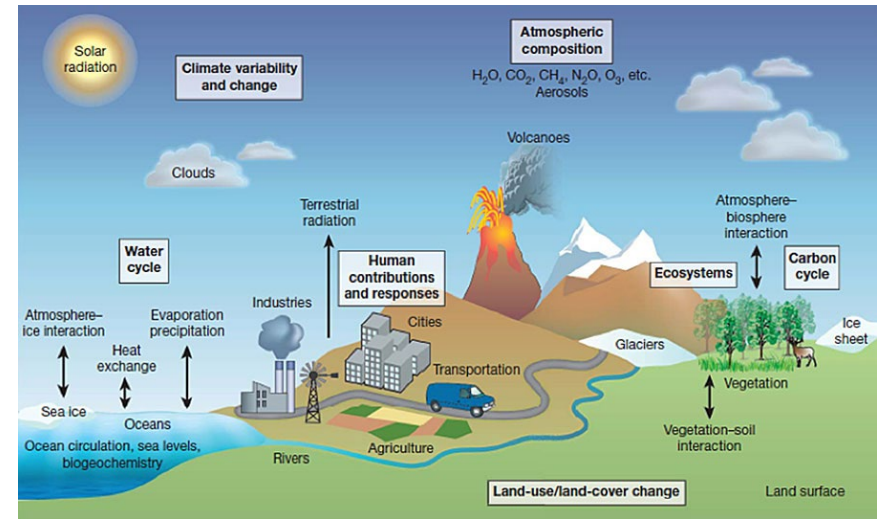 Solar
radiation
Climate variability
and change
Atmospheric
composition
H₂O, CO₂, CH₄, N₂O, O₃, etc.
Aerosols
Volcanoes
Clouds
Terrestrial
radiation
Atmosphere–
biosphere
interaction
Water
cycle
Human
contributions
and responses
Ecosystems
Carbon
cycle
Atmosphere–
ice interaction
Evaporation
precipitation
Industries
Cities
Heat
exchange
Glaciers
Ice
sheet
Transportation
Vegetation
Sea ice
Oceans
Ocean circulation, sea levels,
biogeochemistry
Rivers
Agriculture
Vegetation–soil
interaction
Land-use/land-cover change
Land surface